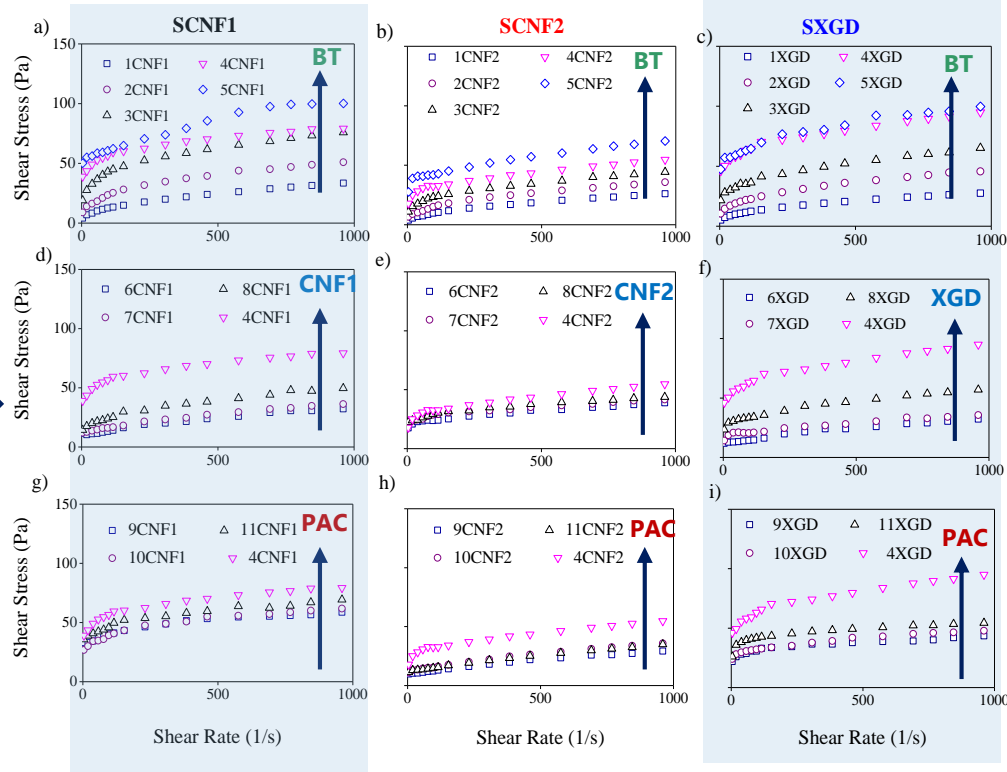 SCNF1 SCNF2 SXGD
a) b) c)
BT BT BT
1CNF1 4CNF1
2CNF1 5CNF1
3CNF1
1CNF2 4CNF2
2CNF2 5CNF2
3CNF2
1XGD 4XGD
2XGD 5XGD
3XGD
Shear Stress (Pa)
150
100
50
0
0 500 1000
0 500 1000
0 500 1000
d) e) f)
CNF1 CNF2 XGD
6CNF1 8CNF1
7CNF1 4CNF1
6CNF2 8CNF2
7CNF2 4CNF2
6XGD 8XGD
7XGD 4XGD
Shear Stress (Pa)
150
100
50
0
0 500 1000
0 500 1000
0 500 1000
g) h) i)
PAC PAC PAC
9CNF1 11CNF1
10CNF1 4CNF1
9CNF2 11CNF2
10CNF2 4CNF2
9XGD 11XGD
10XGD 4XGD
Shear Stress (Pa)
150
100
50
0
0 500 1000
0 500 1000
0 500 1000
Shear Rate (1/s) Shear Rate (1/s) Shear Rate (1/s)